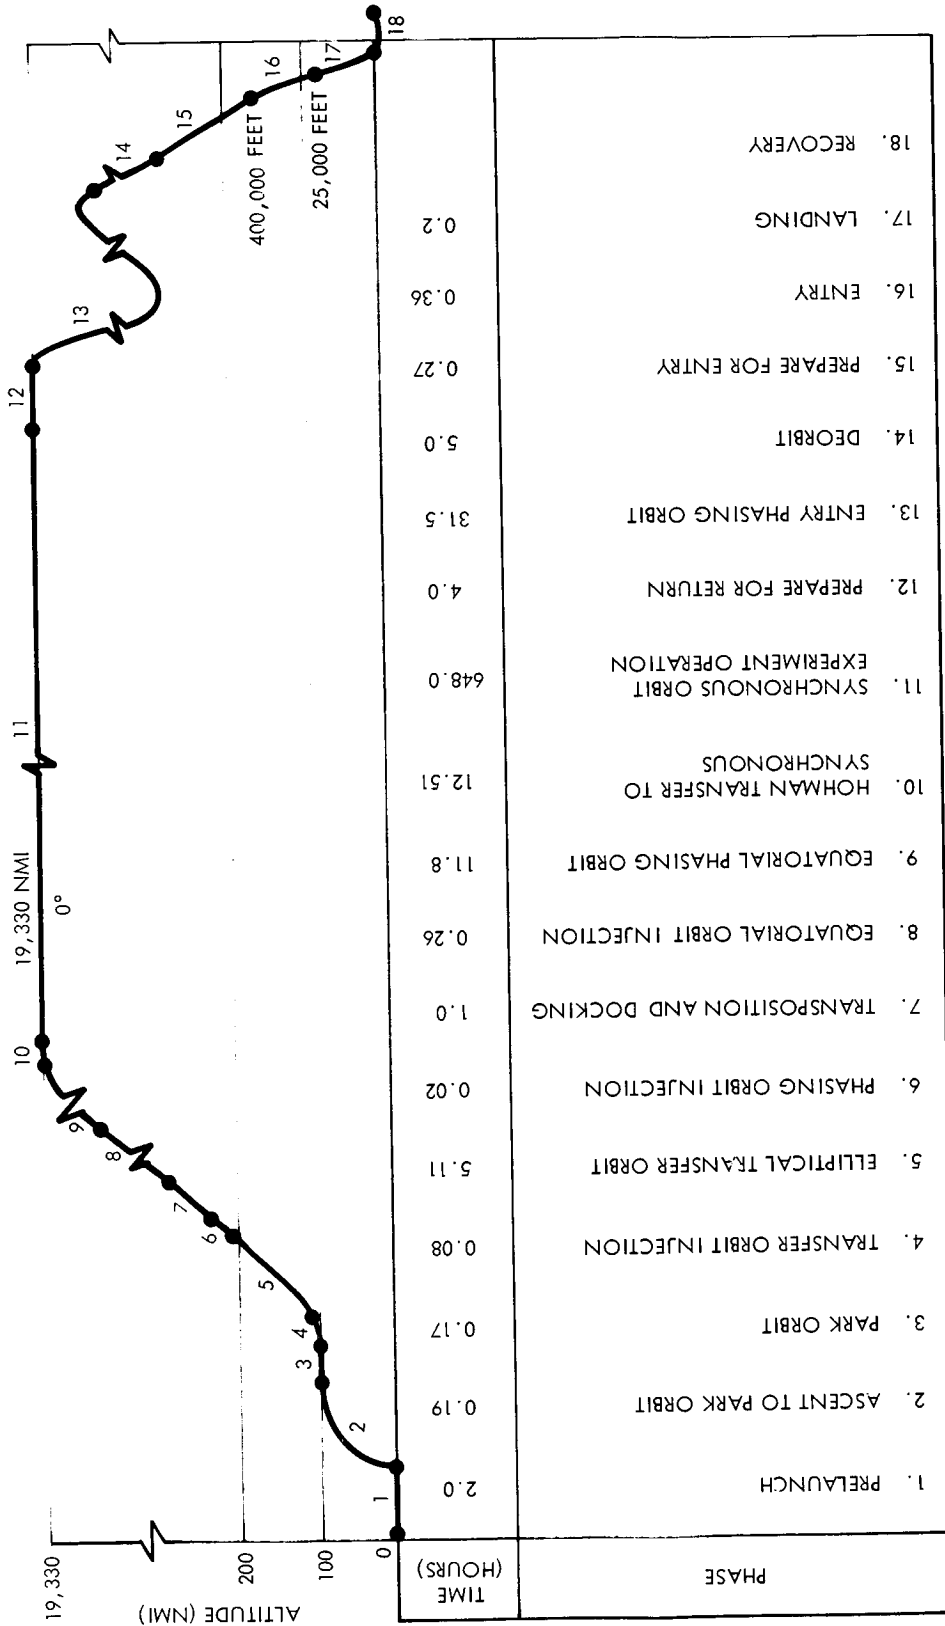 19,330
ALTITUDE (NMI)
200
100
0
1
2
3
4
5
6
7
8
9
10
19,330 NMI
0°
11
12
13
14
15
16
17
18
400,000 FEET
25,000 FEET
PHASE
TIME
(HOURS)
1. PRELAUNCH
2.0
2. ASCENT TO PARK ORBIT
0.19
3. PARK ORBIT
0.17
4. TRANSFER ORBIT INJECTION
0.08
5. ELLIPTICAL TRANSFER ORBIT
5.11
6. PHASING ORBIT INJECTION
0.02
7. TRANSPOSITION AND DOCKING
1.0
8. EQUATORIAL ORBIT INJECTION
0.26
9. EQUATORIAL PHASING ORBIT
11.8
10. HOHMAN TRANSFER TO
SYNCHRONOUS
12.51
11. SYNCHRONOUS ORBIT
EXPERIMENT OPERATION
648.0
12. PREPARE FOR RETURN
4.0
13. ENTRY PHASING ORBIT
31.5
14. DEORBIT
5.0
15. PREPARE FOR ENTRY
0.27
16. ENTRY
0.36
17. LANDING
0.2
18. RECOVERY